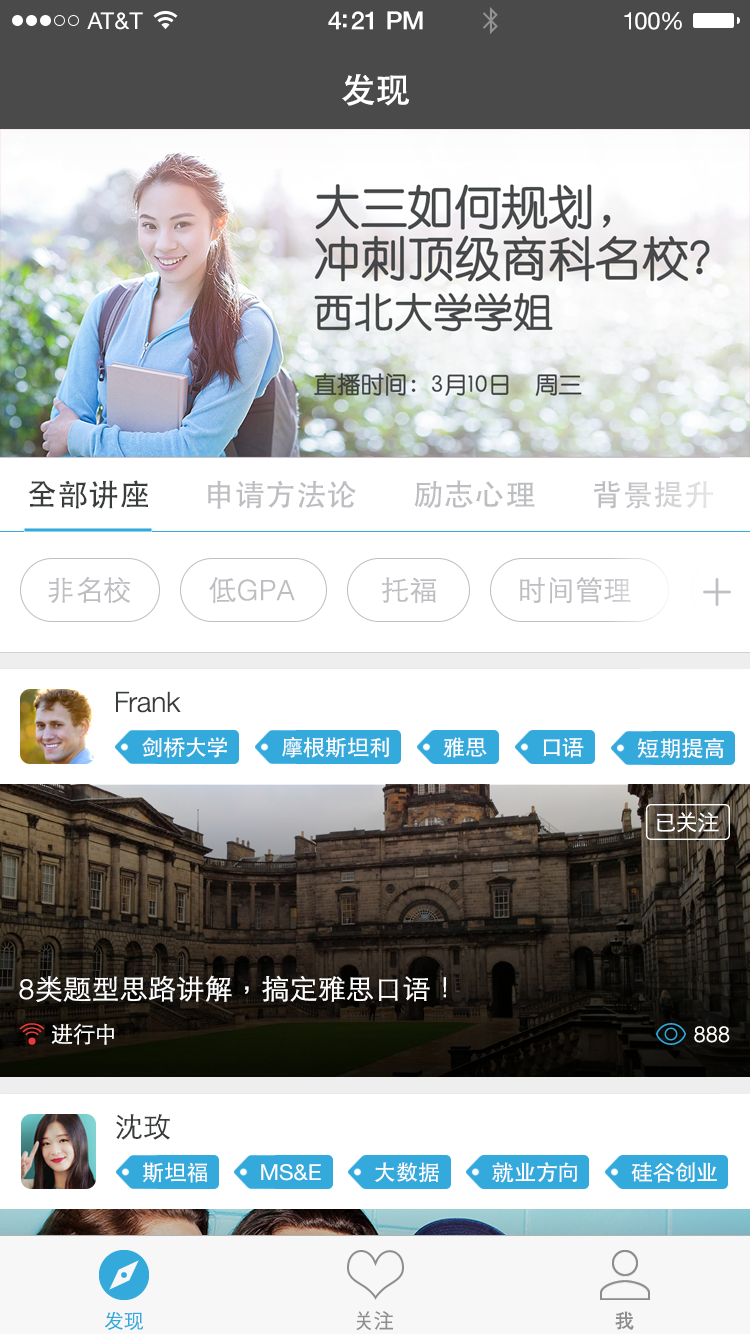 AT&T 4:21 PM 100%
发现
大三如何规划，
冲刺顶级商科名校？
西北大学学姐
直播时间：3月10日 周三
全部讲座 申请方法论 励志心理 背景提升
非名校 低GPA 托福 时间管理
Frank
剑桥大学 摩根斯坦利 雅思 口语 短期提高
已关注
8类题型思路讲解，搞定雅思口语！
进行中 888
沈玫
斯坦福 MS&E 大数据 就业方向 硅谷创业
发现 关注 我